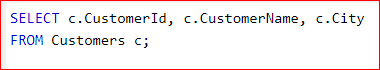 SELECT c.CustomerId, c.CustomerName, c.City
FROM Customers c;